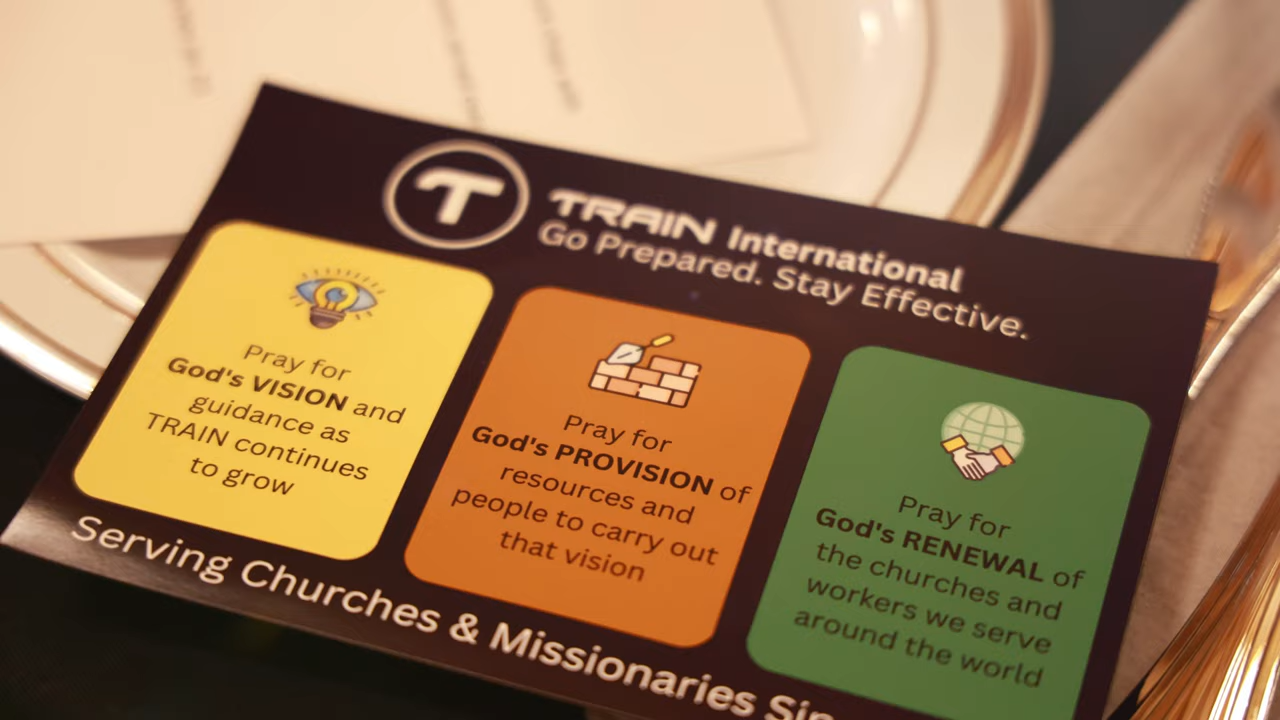 T
TRAIN International
Go Prepared. Stay Effective.
Pray for
God's VISION and
guidance as
TRAIN continues
to grow
Pray for
God's PROVISION of
resources and
people to carry out
that vision
Pray for
God's RENEWAL of
the churches and
workers we serve
around the world
Serving Churches & Missionaries